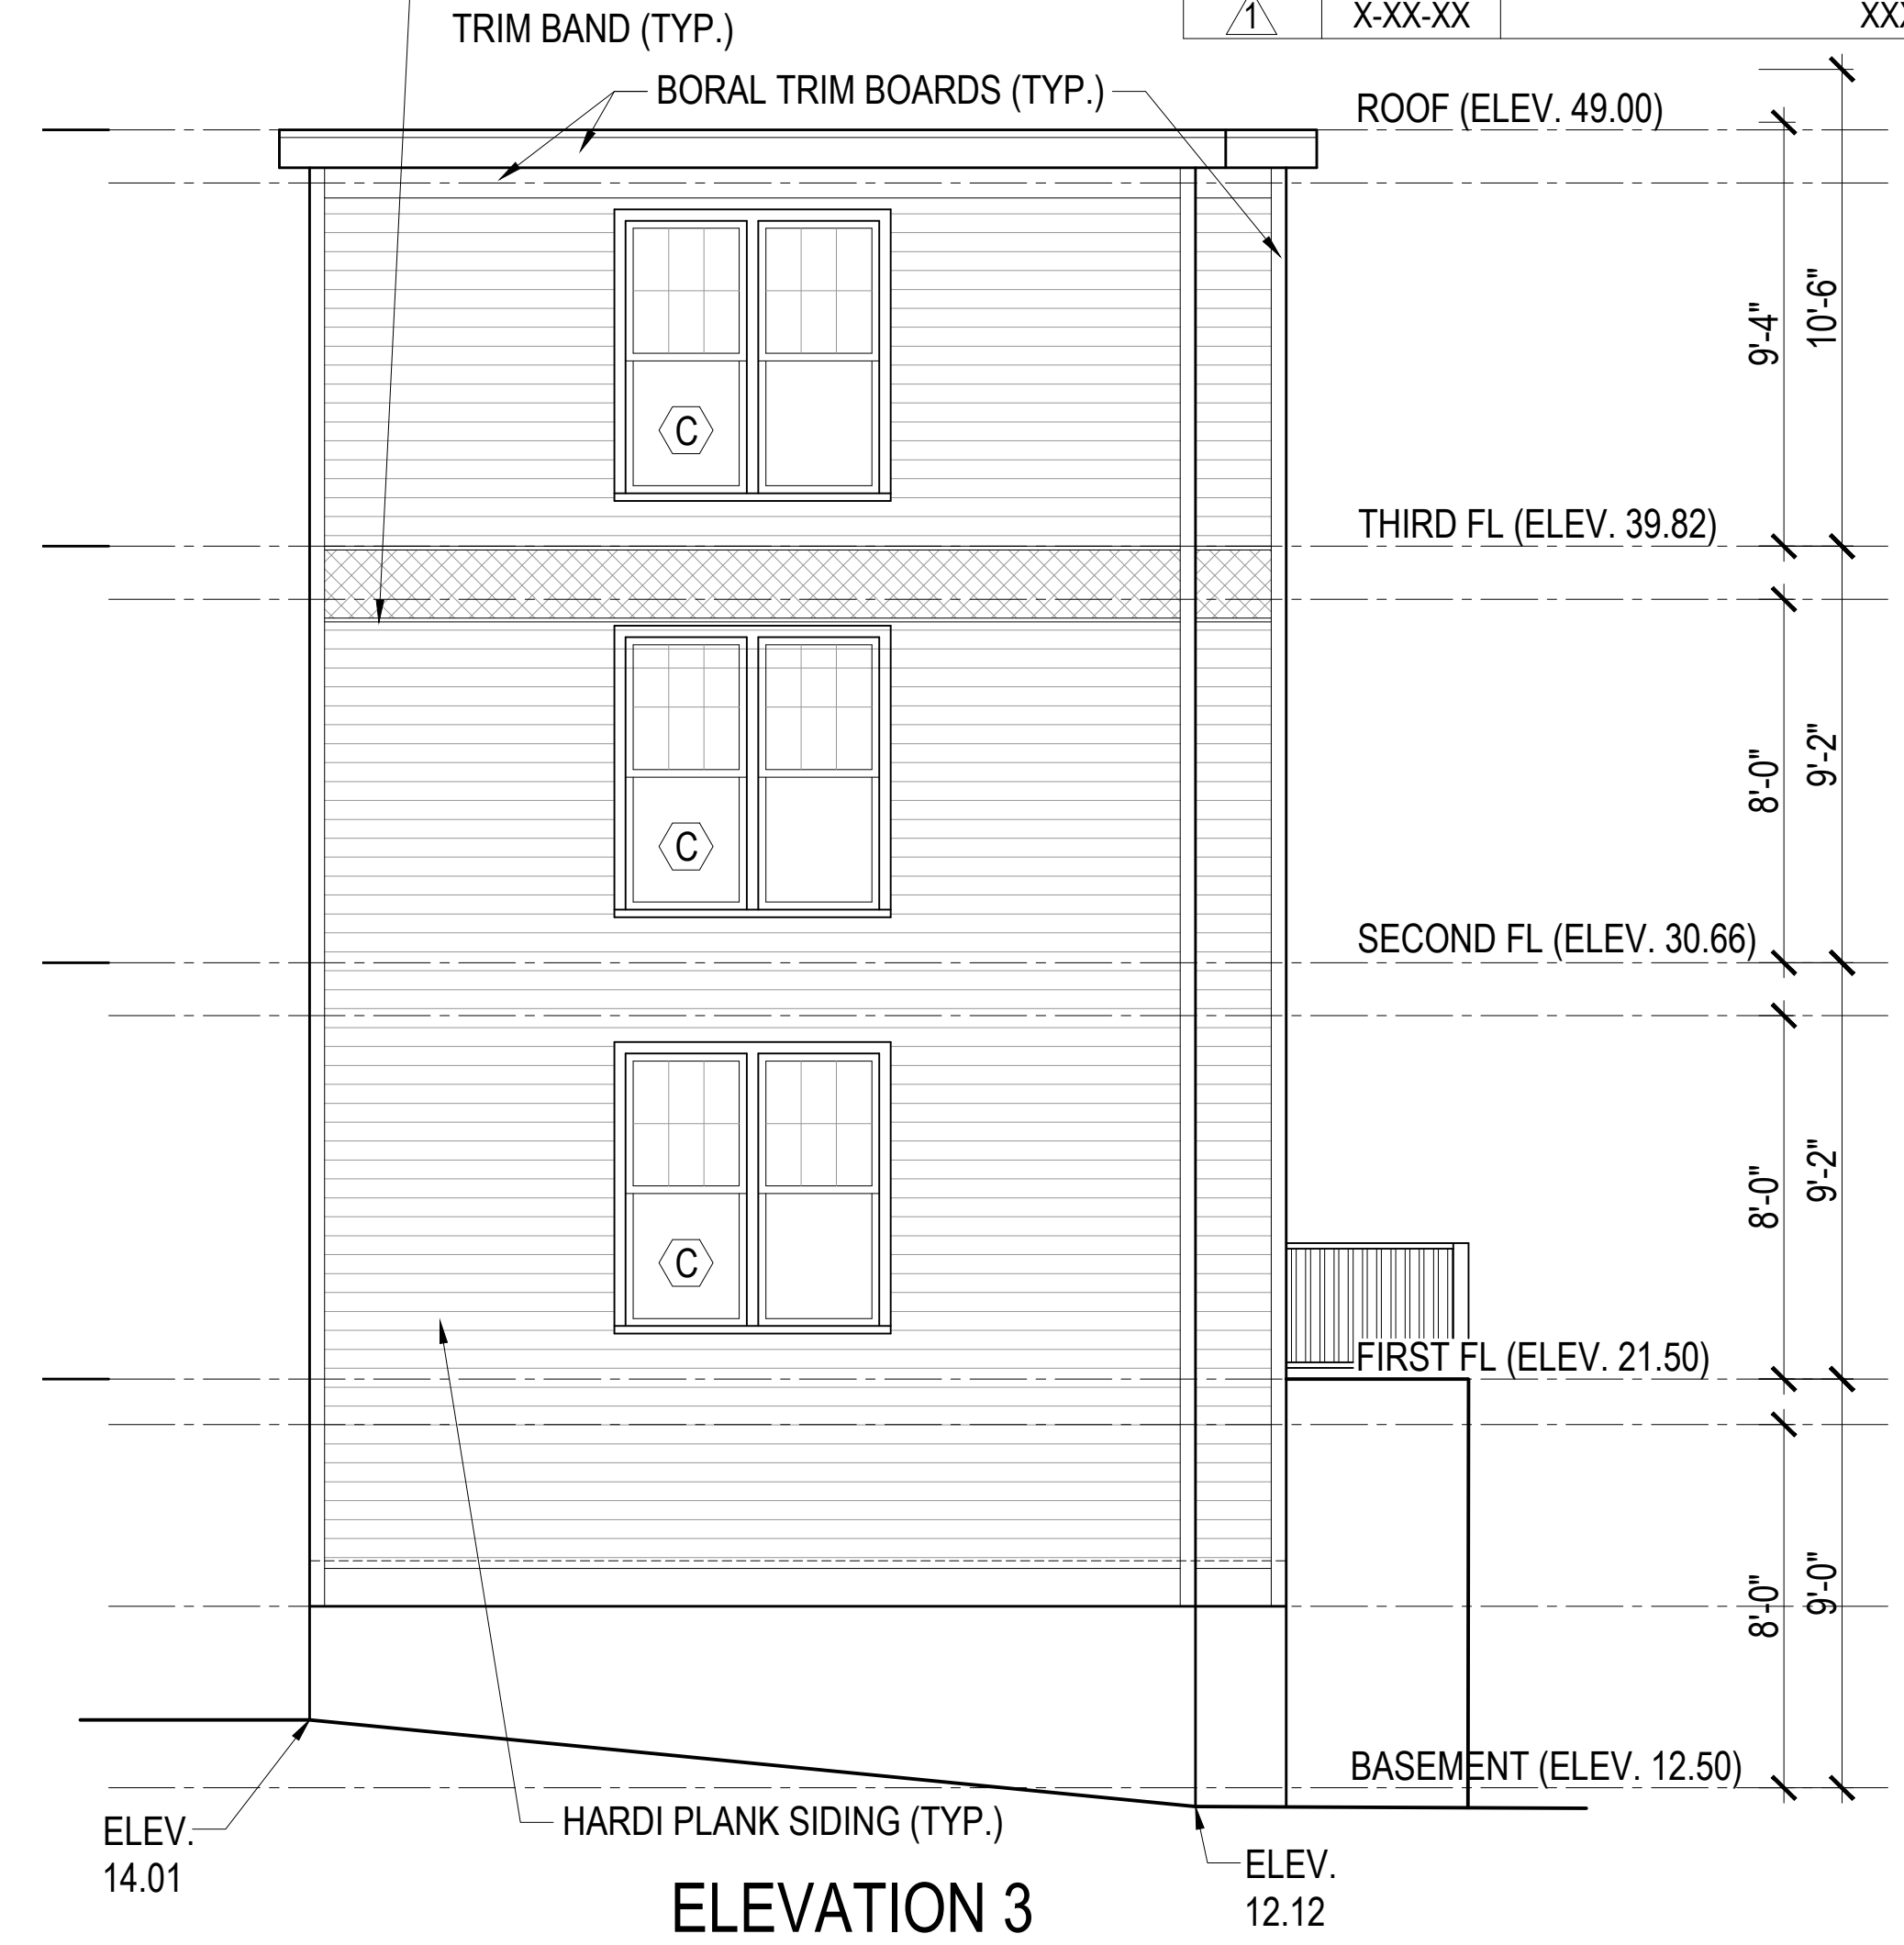 TRIM BAND (TYP.)
1 X-XX-XX XXX
BORAL TRIM BOARDS (TYP.)
ROOF (ELEV. 49.00)
9'-4"
10'-6"
C
THIRD FL (ELEV. 39.82)
8'-0"
9'-2"
C
SECOND FL (ELEV. 30.66)
8'-0"
9'-2"
C
FIRST FL (ELEV. 21.50)
8'-0"
9'-0"
BASEMENT (ELEV. 12.50)
HARDI PLANK SIDING (TYP.)
ELEV.
14.01
ELEV.
12.12
ELEVATION 3